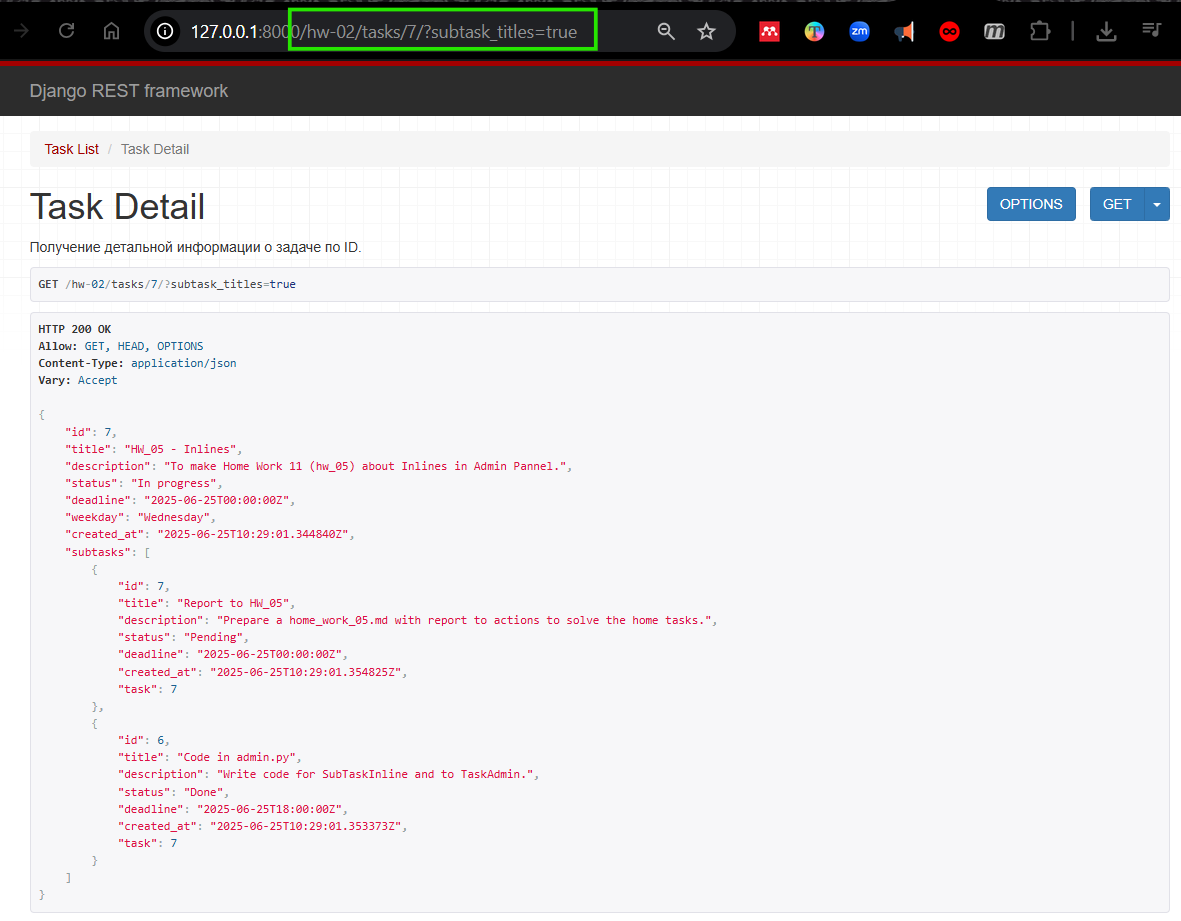 127.0.0.1:8000/hw-02/tasks/7/?subtask_titles=true
T
zm
m
Django REST framework
Task List / Task Detail
Task Detail
OPTIONS
GET
Получение детальной информации о задаче по ID.
GET /hw-02/tasks/7/?subtask_titles=true
HTTP 200 OK
Allow: GET, HEAD, OPTIONS
Content-Type: application/json
Vary: Accept
{
    "id": 7,
    "title": "HW_05 - Inlines",
    "description": "To make Home Work 11 (hw_05) about Inlines in Admin Pannel.",
    "status": "In progress",
    "deadline": "2025-06-25T00:00:00Z",
    "weekday": "Wednesday",
    "created_at": "2025-06-25T10:29:01.344840Z",
    "subtasks": [
        {
            "id": 7,
            "title": "Report to HW_05",
            "description": "Prepare a home_work_05.md with report to actions to solve the home tasks.",
            "status": "Pending",
            "deadline": "2025-06-25T00:00:00Z",
            "created_at": "2025-06-25T10:29:01.354825Z",
            "task": 7
        },
        {
            "id": 6,
            "title": "Code in admin.py",
            "description": "Write code for SubTaskInline and to TaskAdmin.",
            "status": "Done",
            "deadline": "2025-06-25T18:00:00Z",
            "created_at": "2025-06-25T10:29:01.353373Z",
            "task": 7
        }
    ]
}